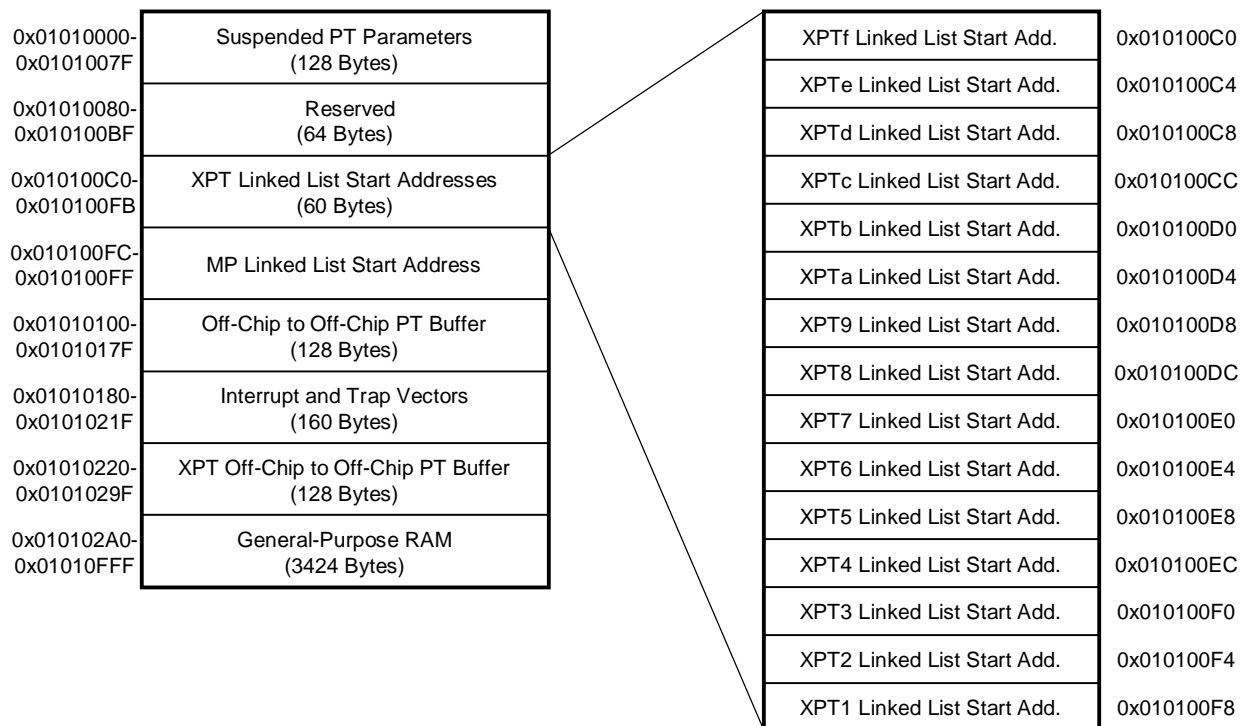 0x01010000-
0x0101007F
Suspended PT Parameters
(128 Bytes)
0x01010080-
0x010100BF
Reserved
(64 Bytes)
0x010100C0-
0x010100FB
XPT Linked List Start Addresses
(60 Bytes)
0x010100FC-
0x010100FF
MP Linked List Start Address
0x01010100-
0x0101017F
Off-Chip to Off-Chip PT Buffer
(128 Bytes)
0x01010180-
0x0101021F
Interrupt and Trap Vectors
(160 Bytes)
0x01010220-
0x0101029F
XPT Off-Chip to Off-Chip PT Buffer
(128 Bytes)
0x010102A0-
0x01010FFF
General-Purpose RAM
(3424 Bytes)
XPTf Linked List Start Add. 0x010100C0
XPTe Linked List Start Add. 0x010100C4
XPTd Linked List Start Add. 0x010100C8
XPTc Linked List Start Add. 0x010100CC
XPTb Linked List Start Add. 0x010100D0
XPTa Linked List Start Add. 0x010100D4
XPT9 Linked List Start Add. 0x010100D8
XPT8 Linked List Start Add. 0x010100DC
XPT7 Linked List Start Add. 0x010100E0
XPT6 Linked List Start Add. 0x010100E4
XPT5 Linked List Start Add. 0x010100E8
XPT4 Linked List Start Add. 0x010100EC
XPT3 Linked List Start Add. 0x010100F0
XPT2 Linked List Start Add. 0x010100F4
XPT1 Linked List Start Add. 0x010100F8